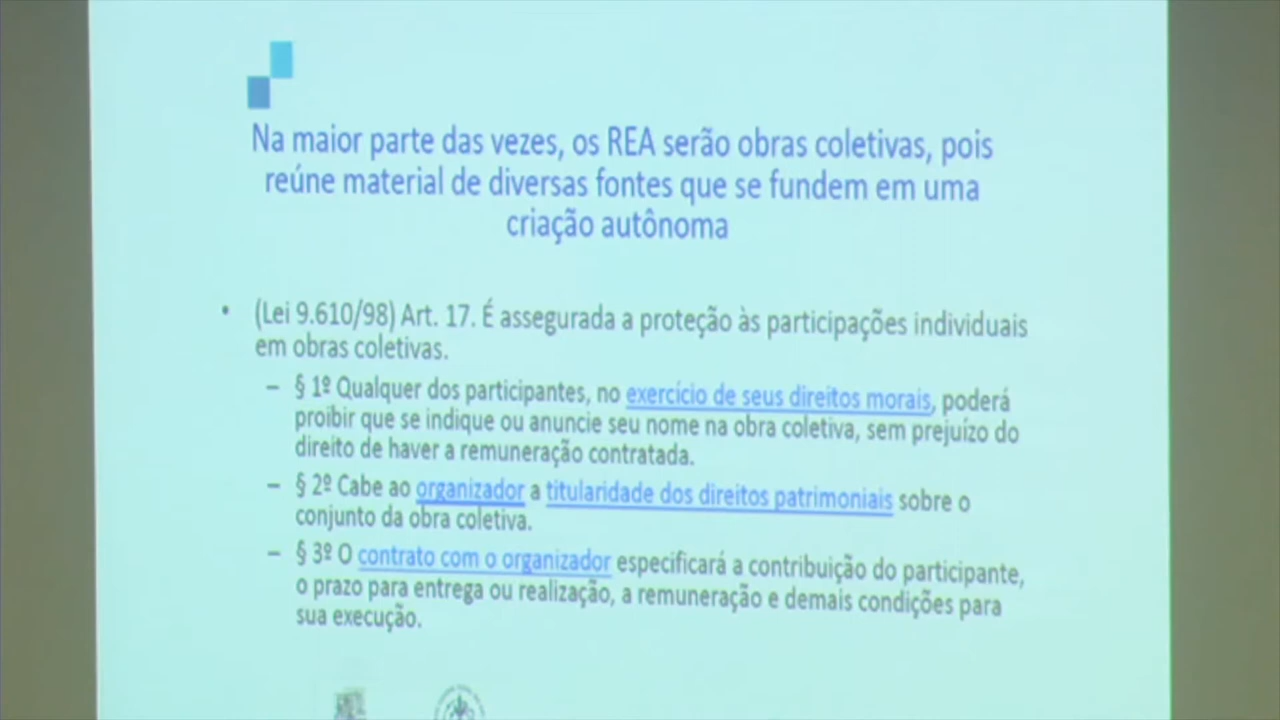 Na maior parte das vezes, os REA serão obras coletivas, pois
reúne material de diversas fontes que se fundem em uma
criação autônoma
• (Lei 9.610/98) Art. 17. É assegurada a proteção às participações individuais
em obras coletivas.
– § 1º Qualquer dos participantes, no exercício de seus direitos morais, poderá
proibir que se indique ou anuncie seu nome na obra coletiva, sem prejuízo do
direito de haver a remuneração contratada.
– § 2º Cabe ao organizador a titularidade dos direitos patrimoniais sobre o
conjunto da obra coletiva.
– § 3º O contrato com o organizador especificará a contribuição do participante,
o prazo para entrega ou realização, a remuneração e demais condições para
sua execução.